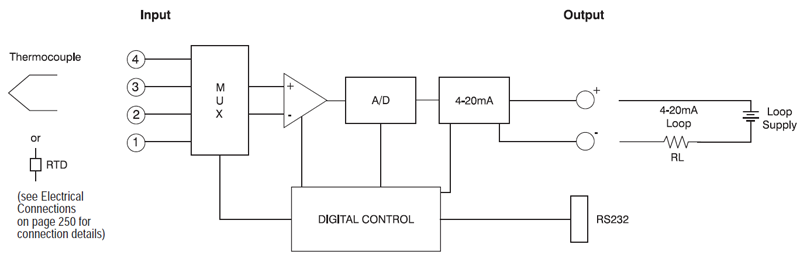 Input
Output
Thermocouple
4
3
2
1
M
U
X
+
-
A/D
4-20mA
+
-
4-20mA
Loop
RL
Loop
Supply
or
RTD
(see Electrical
Connections
on page 250 for
connection details)
DIGITAL CONTROL
RS232